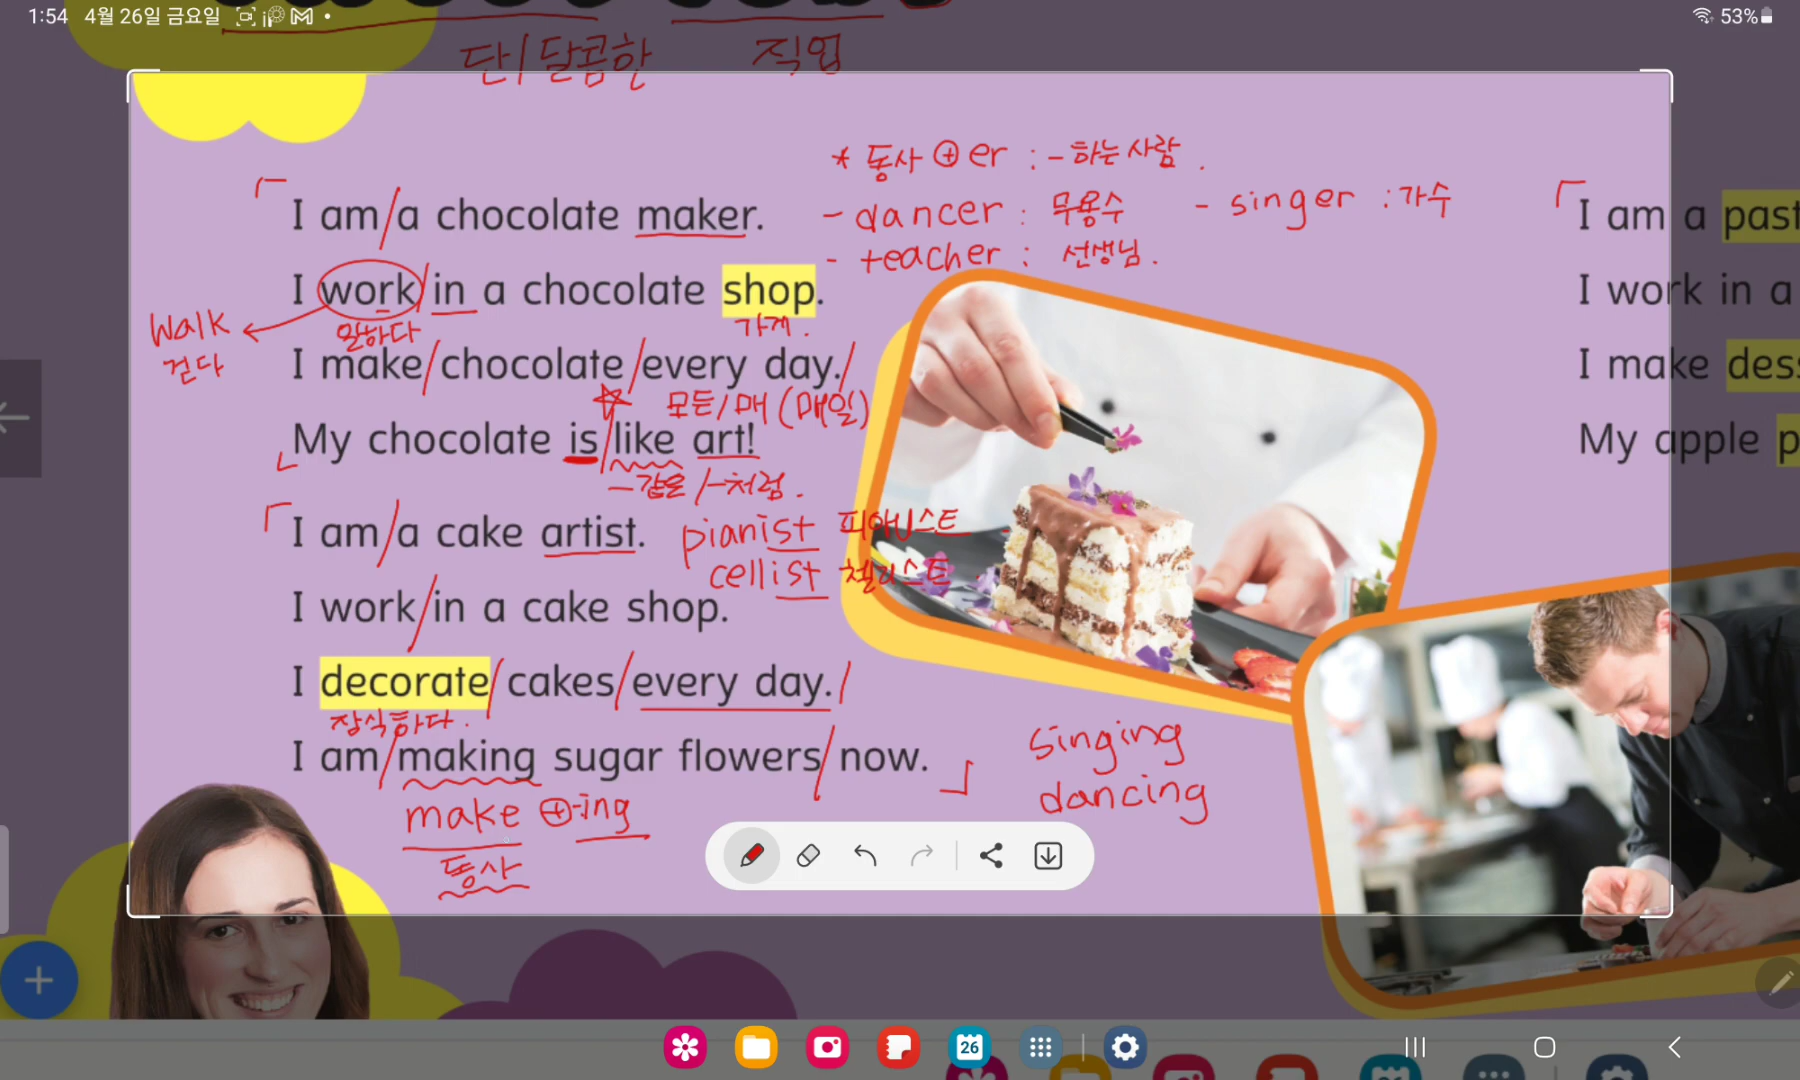 1:54 4월 26일 금요일
53%
단/달콤한 직업
* 동사 ⊕ er : -하는 사람.
I am/a chocolate maker.
- dancer : 무용수 - singer : 가수
- teacher : 선생님.
I work/in a chocolate shop.
walk 일하다 가게.
걷다
I make/chocolate/every day./
모든/매 (매일)
My chocolate is/like art!
-같은/-처럼.
I am/a cake artist.
pianist 피아니스트
cellist 첼리스트
I work/in a cake shop.
I decorate/cakes/every day./
장식하다.
I am/making sugar flowers/now.
make ⊕-ing
동사
singing
dancing
I am a past
I work in a
I make dess
My apple p
26